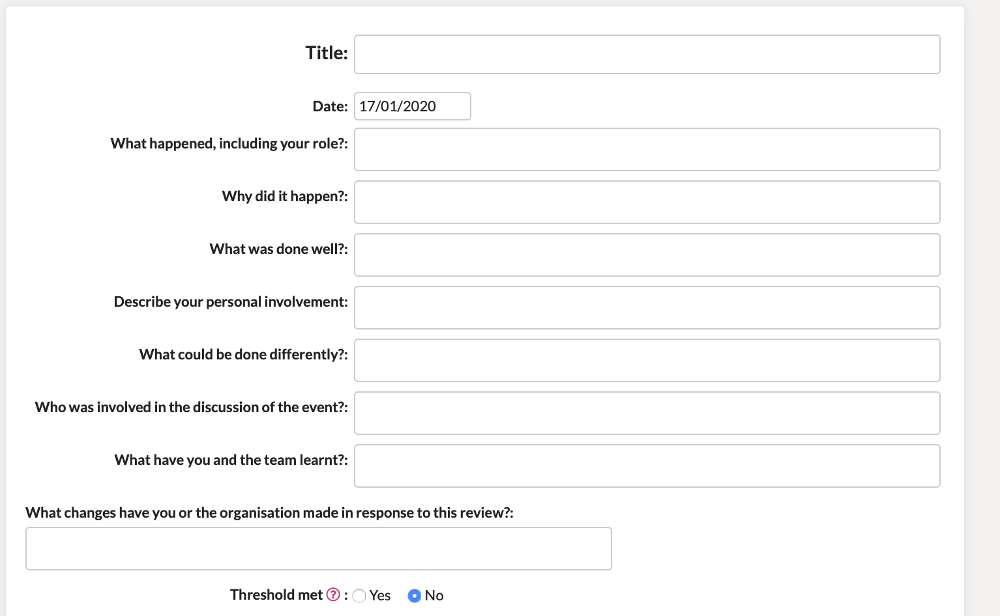 Title:
Date: 17/01/2020
What happened, including your role?:
Why did it happen?:
What was done well?:
Describe your personal involvement:
What could be done differently?:
Who was involved in the discussion of the event?:
What have you and the team learnt?:
What changes have you or the organisation made in response to this review?:
Threshold met ? : Yes No